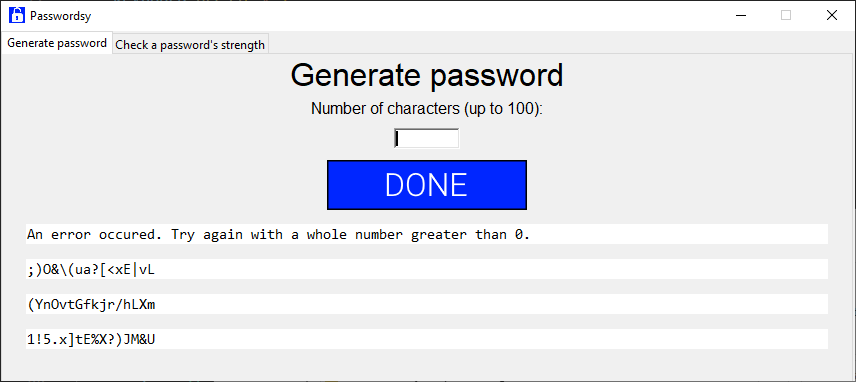 Passwordsy
Generate password
Check a password's strength
Generate password
Number of characters (up to 100):
DONE
An error occured. Try again with a whole number greater than 0.
;)O&\(ua?[<xE|vL
(YnOvtGfkjr/hLXm
1!5.x]tE%X?)JM&U